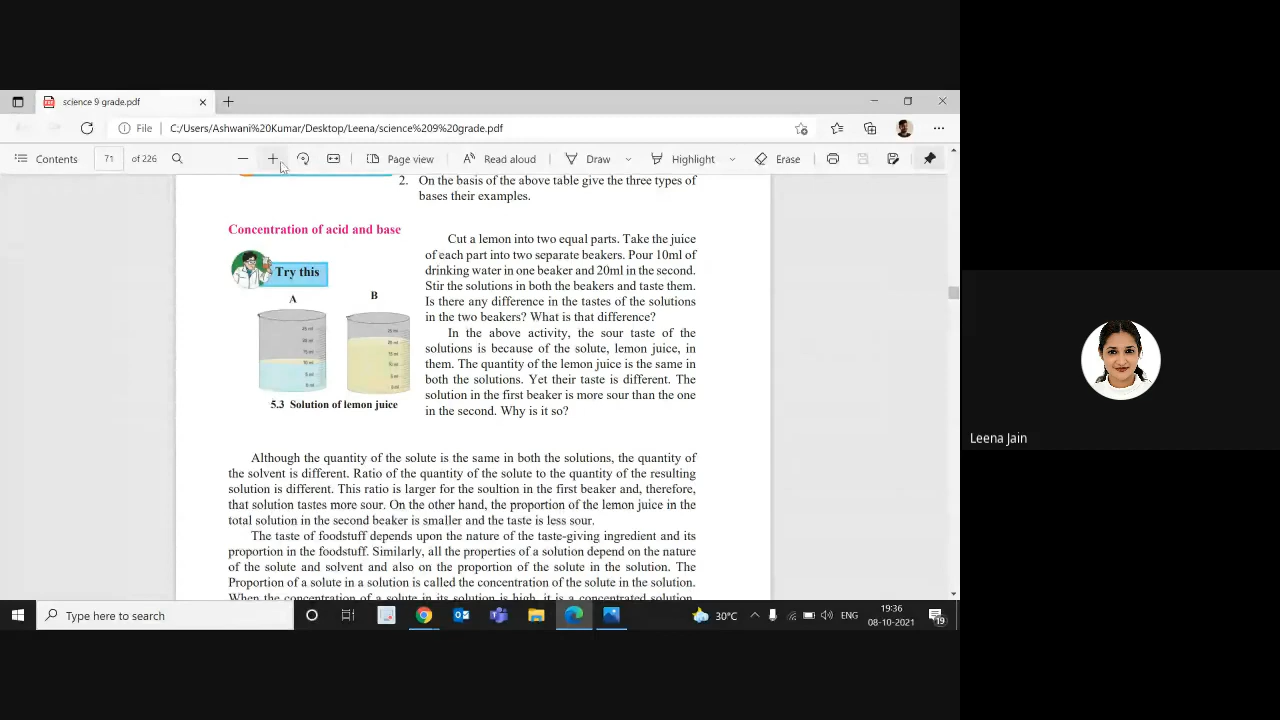 science 9 grade.pdf
File C:/Users/Ashwani%20Kumar/Desktop/Leena/science%209%20grade.pdf
Contents 71 of 226 Page view Read aloud Draw Highlight Erase
2. On the basis of the above table give the three types of
bases their examples.
Concentration of acid and base
Try this
A B
5.3 Solution of lemon juice
Cut a lemon into two equal parts. Take the juice
of each part into two separate beakers. Pour 10ml of
drinking water in one beaker and 20ml in the second.
Stir the solutions in both the beakers and taste them.
Is there any difference in the tastes of the solutions
in the two beakers? What is that difference?
In the above activity, the sour taste of the
solutions is because of the solute, lemon juice, in
them. The quantity of the lemon juice is the same in
both the solutions. Yet their taste is different. The
solution in the first beaker is more sour than the one
in the second. Why is it so?
Although the quantity of the solute is the same in both the solutions, the quantity of
the solvent is different. Ratio of the quantity of the solute to the quantity of the resulting
solution is different. This ratio is larger for the soultion in the first beaker and, therefore,
that solution tastes more sour. On the other hand, the proportion of the lemon juice in the
total solution in the second beaker is smaller and the taste is less sour.
The taste of foodstuff depends upon the nature of the taste-giving ingredient and its
proportion in the foodstuff. Similarly, all the properties of a solution depend on the nature
of the solute and solvent and also on the proportion of the solute in the solution. The
Proportion of a solute in a solution is called the concentration of the solute in the solution.
When the concentration of a solute in its solution is high, it is a concentrated solution,
Leena Jain
Type here to search
30°C ENG 19:36
08-10-2021 19